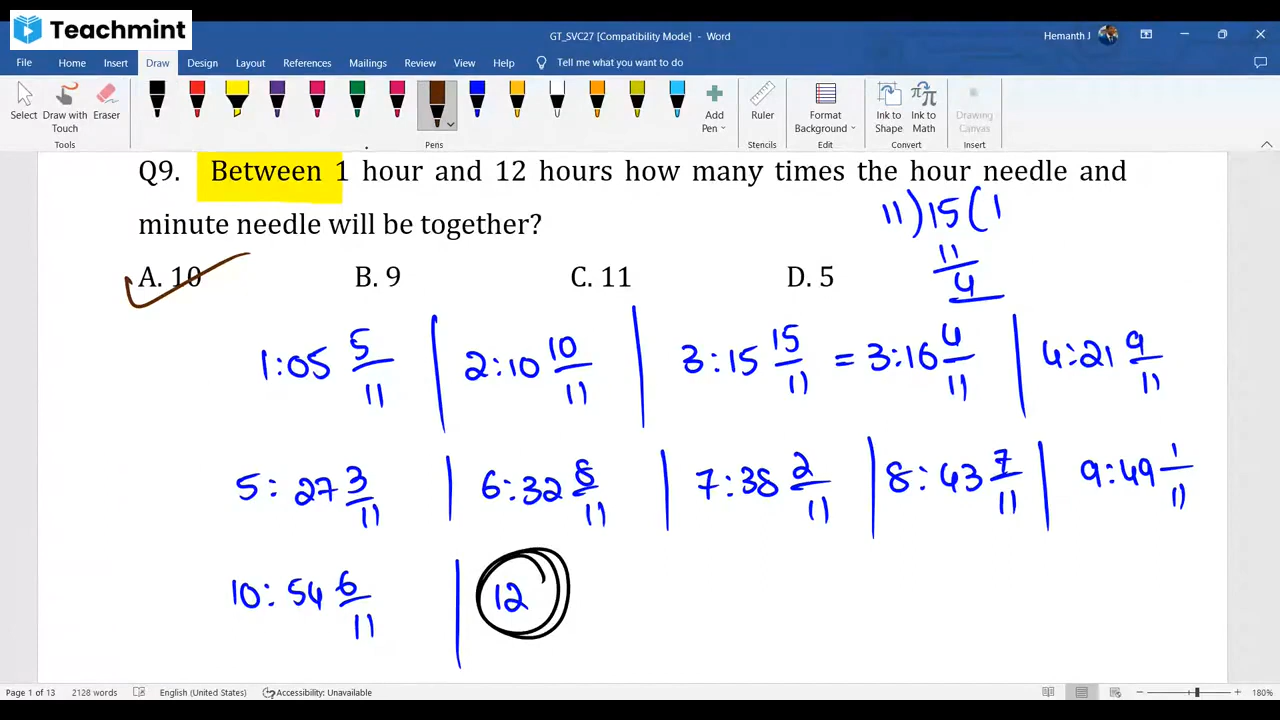 Teachmint
GT_SVC27 [Compatibility Mode] - Word
Hemanth J
File Home Insert Draw Design Layout References Mailings Review View Help Tell me what you want to do
Select
Draw with Touch
Eraser
Add Pen
Ruler
Format Background
Ink to Shape
Ink to Math
Drawing Canvas
Tools Pens Stencils Edit Convert Insert
Q9. Between 1 hour and 12 hours how many times the hour needle and
minute needle will be together?
11)15(1
11
4
A. 10 B. 9 C. 11 D. 5
1:05 5/11 | 2:10 10/11 | 3:15 15/11 = 3:16 4/11 | 4:21 9/11
5:27 3/11 | 6:32 8/11 | 7:38 2/11 | 8:43 7/11 | 9:49 1/11
10:54 6/11 | 12
Page 1 of 13 2128 words English (United States) Accessibility: Unavailable 180%